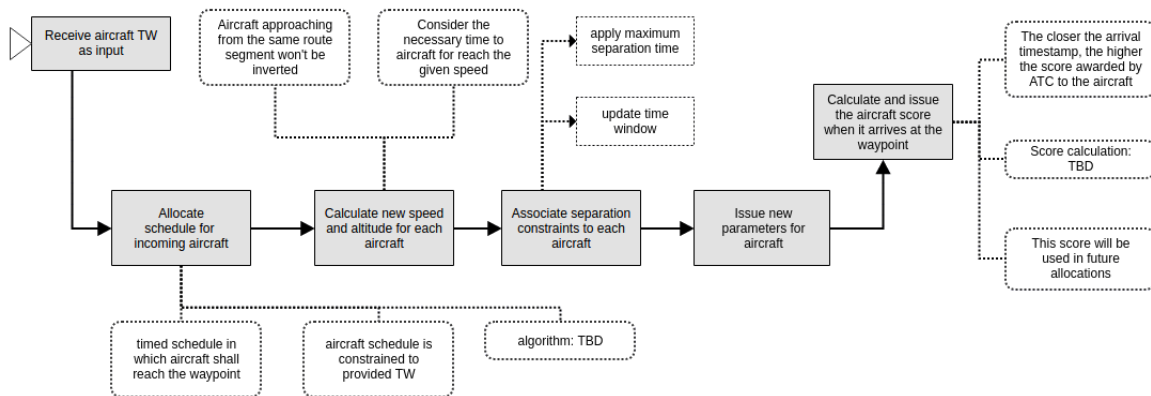 Receive aircraft TW
as input
Aircraft approaching
from the same route
segment won't be
inverted
Consider the
necessary time to
aircraft for reach the
given speed
apply maximum
separation time
update time
window
The closer the arrival
timestamp, the higher
the score awarded by
ATC to the aircraft
Calculate and issue
the aircraft score
when it arrives at the
waypoint
Score calculation:
TBD
This score will be
used in future
allocations
Allocate
schedule for
incoming aircraft
Calculate new speed
and altitude for each
aircraft
Associate separation
constraints to each
aircraft
Issue new
parameters for
aircraft
timed schedule in
which aircraft shall
reach the waypoint
aircraft schedule is
constrained to
provided TW
algorithm: TBD